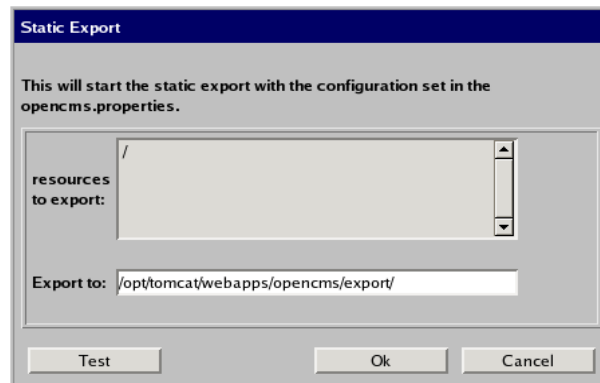 Static Export
This will start the static export with the configuration set in the
opencms.properties.
/
resources
to export:
Export to: /opt/tomcat/webapps/opencms/export/
Test Ok Cancel